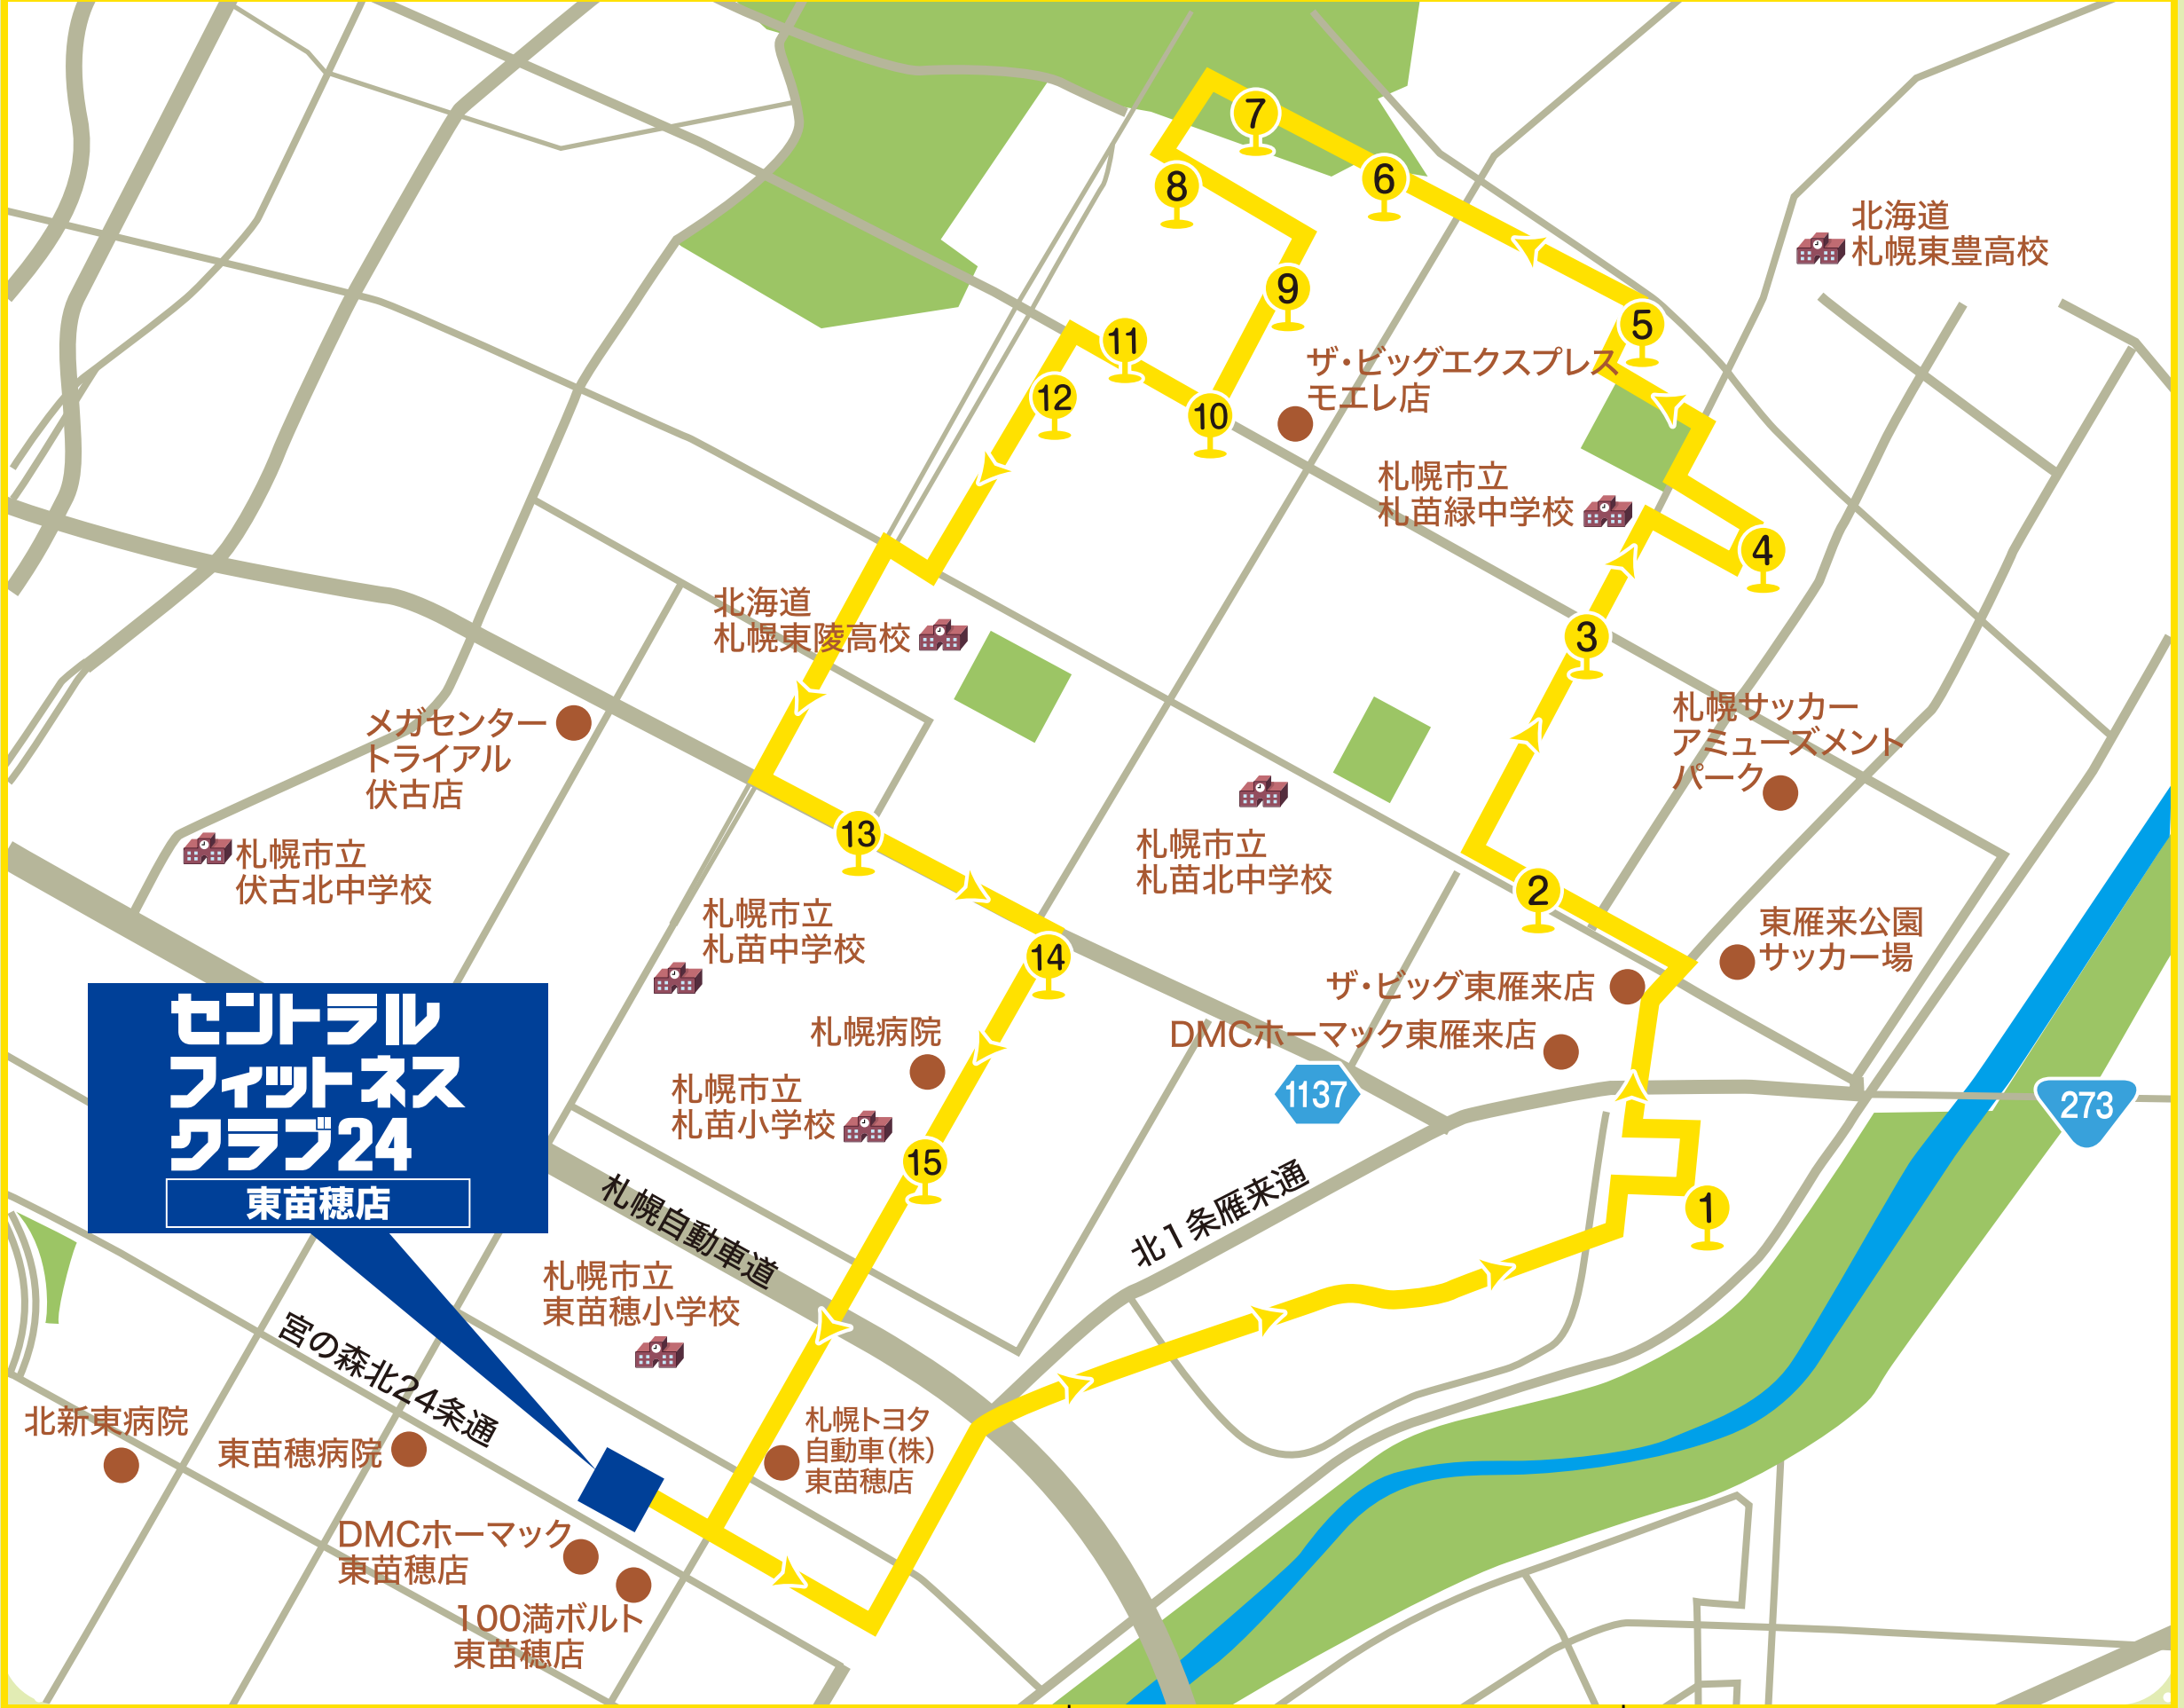 7
6
8
北海道
札幌東豊高校
9
5
11
ザ・ビッグエクスプレス
モエレ店
12
10
札幌市立
札苗緑中学校
4
北海道
札幌東陵高校
3
メガセンター
トライアル
伏古店
札幌サッカー
アミューズメント
パーク
13
札幌市立
伏古北中学校
札幌市立
札苗北中学校
2
札幌市立
札苗中学校
東雁来公園
サッカー場
14
ザ・ビッグ東雁来店
DMCホーマック東雁来店
セントラル
フィットネス
クラブ24
東苗穂店
札幌病院
1137
273
札幌市立
札苗小学校
15
1
札幌自動車道
北1条雁来通
札幌市立
東苗穂小学校
宮の森北24条通
北新東病院
東苗穂病院
札幌トヨタ
自動車(株)
東苗穂店
DMCホーマック
東苗穂店
100満ボルト
東苗穂店